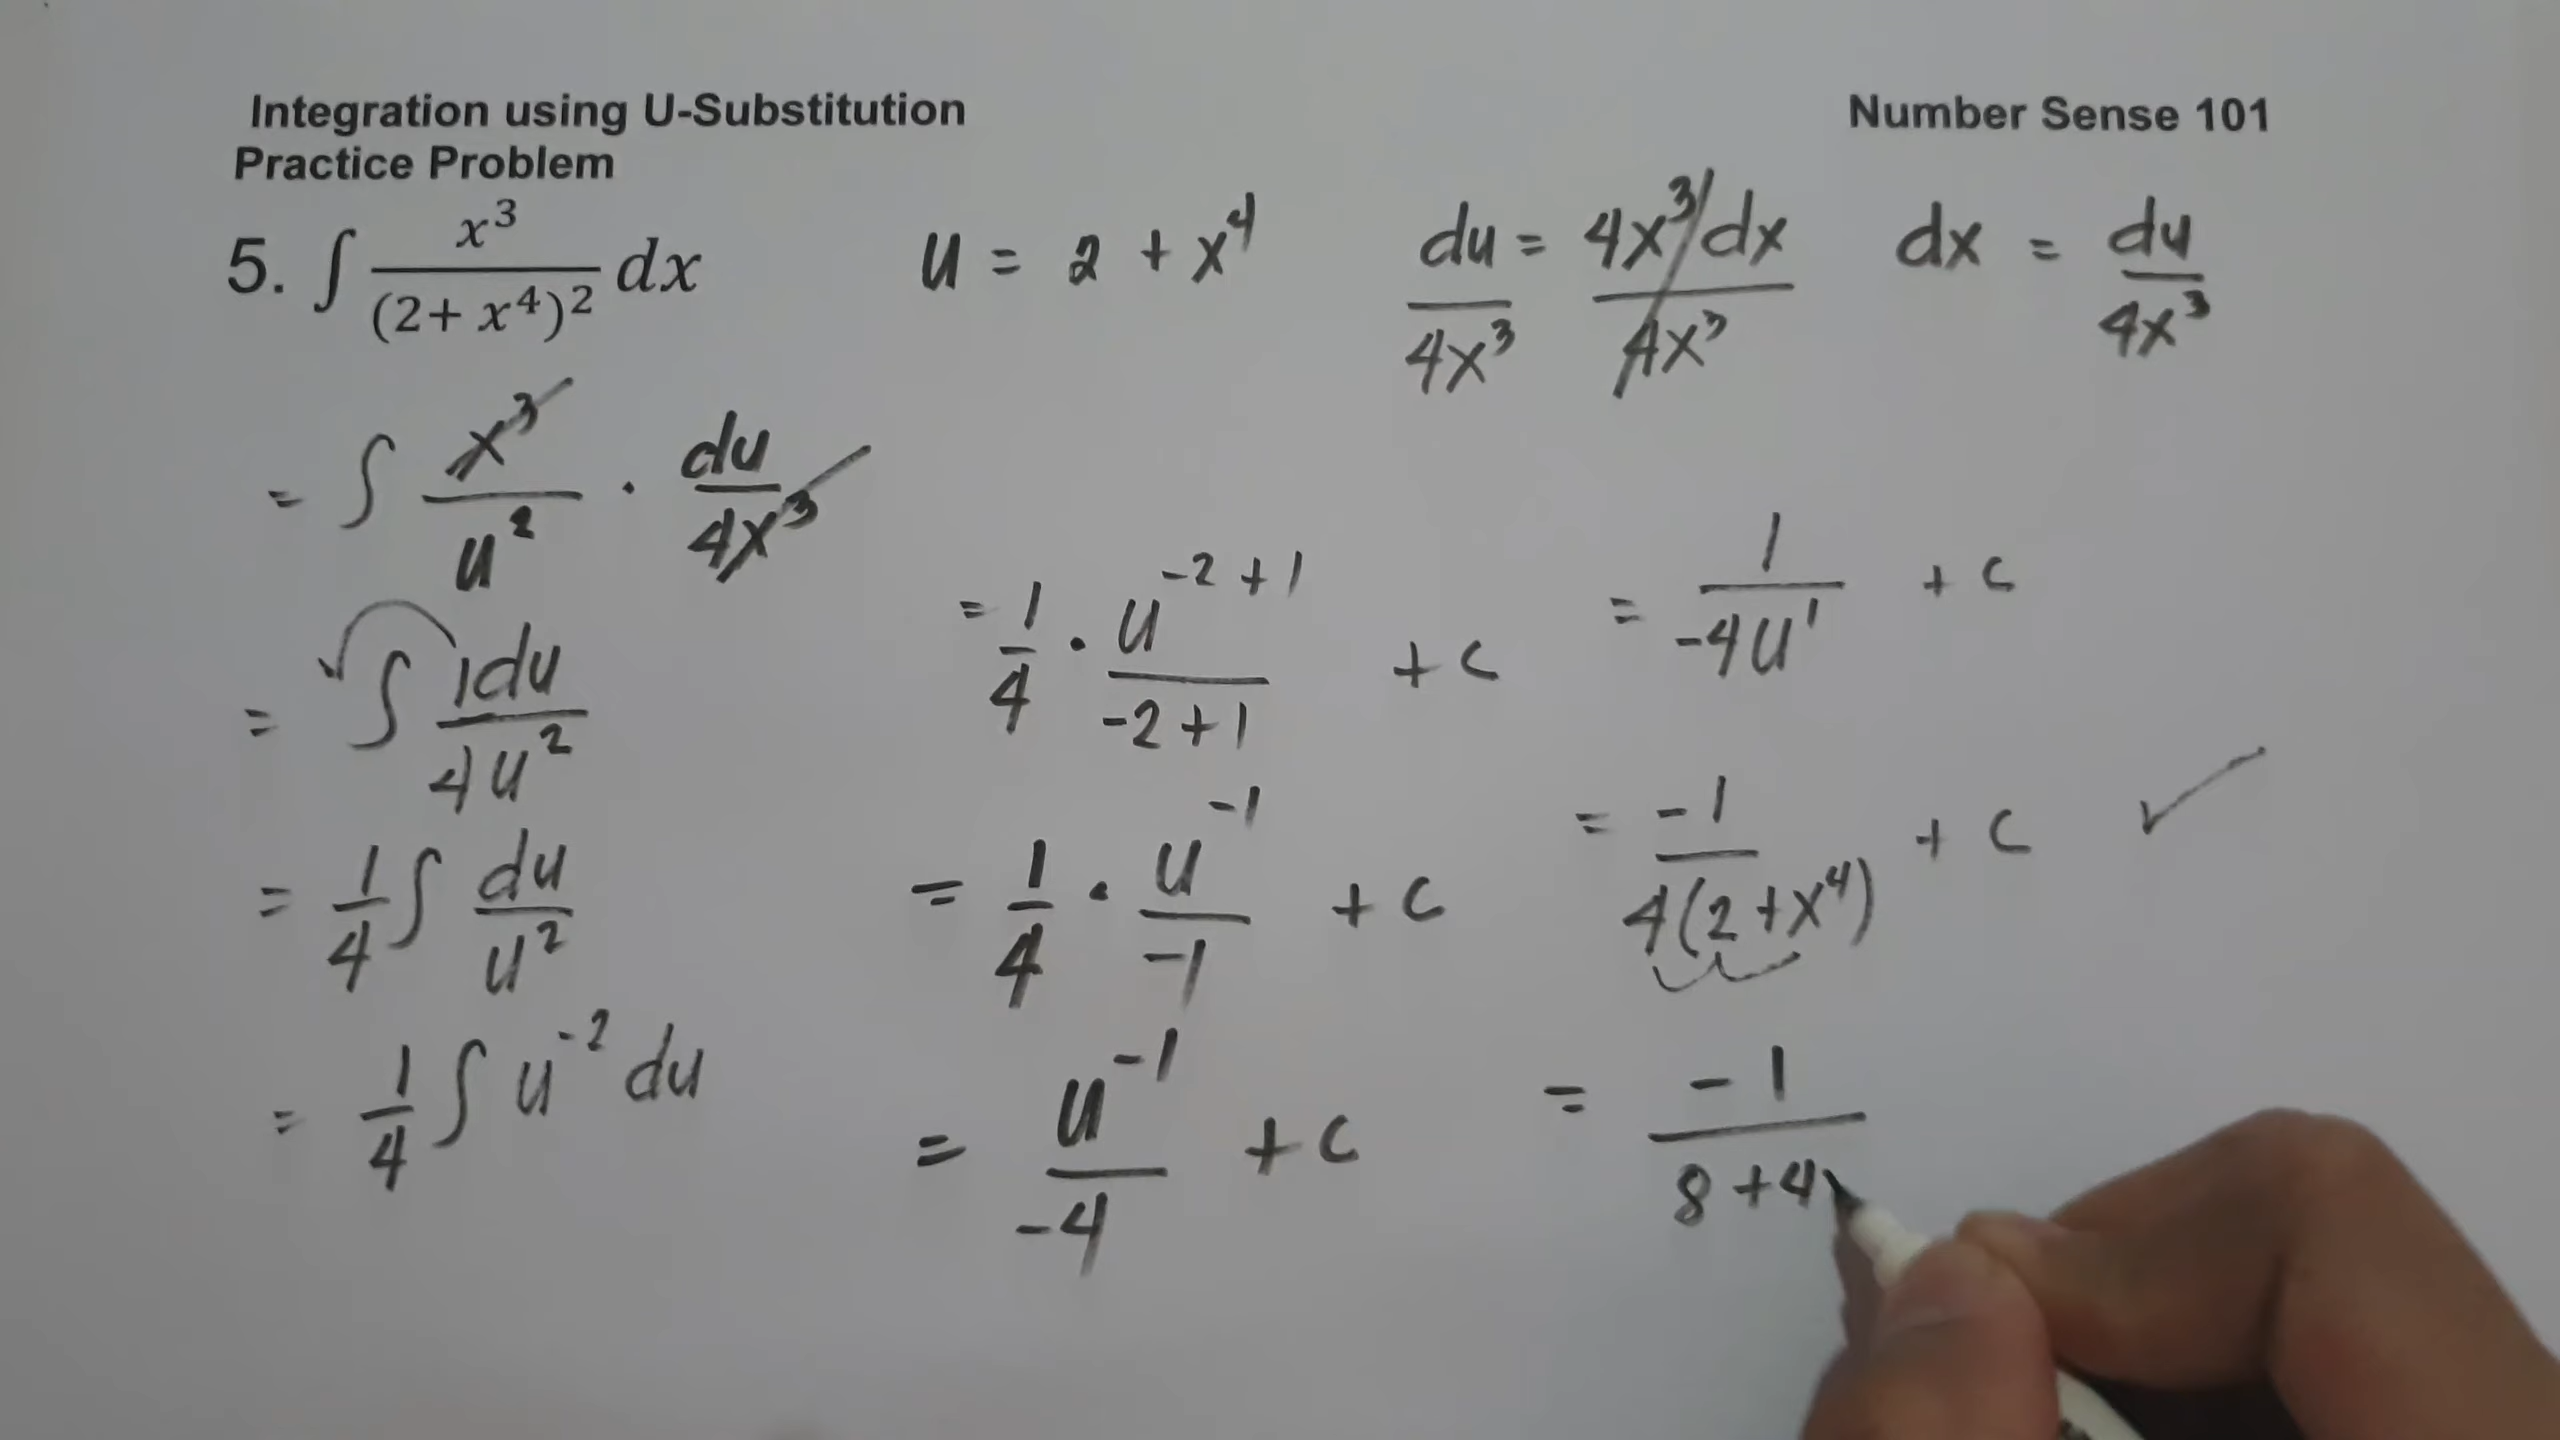 Integration using U-Substitution
Number Sense 101
Practice Problem
5. ∫ x³/(2+ x⁴)² dx
u = 2 + x⁴
du/4x³ = 4x³dx/4x³
dx = du/4x³
= ∫ x³/u² · du/4x³
= ∫ 1du/4u²
= 1/4 ∫ du/u²
= 1/4 ∫ u⁻² du
= 1/4 · u⁻²⁺¹/-2+1 + c
= 1/4 · u⁻¹/-1 + c
= u⁻¹/-4 + c
= 1/-4u¹ + c
= -1/4(2+x⁴) + c ✓
= -1/8+4x